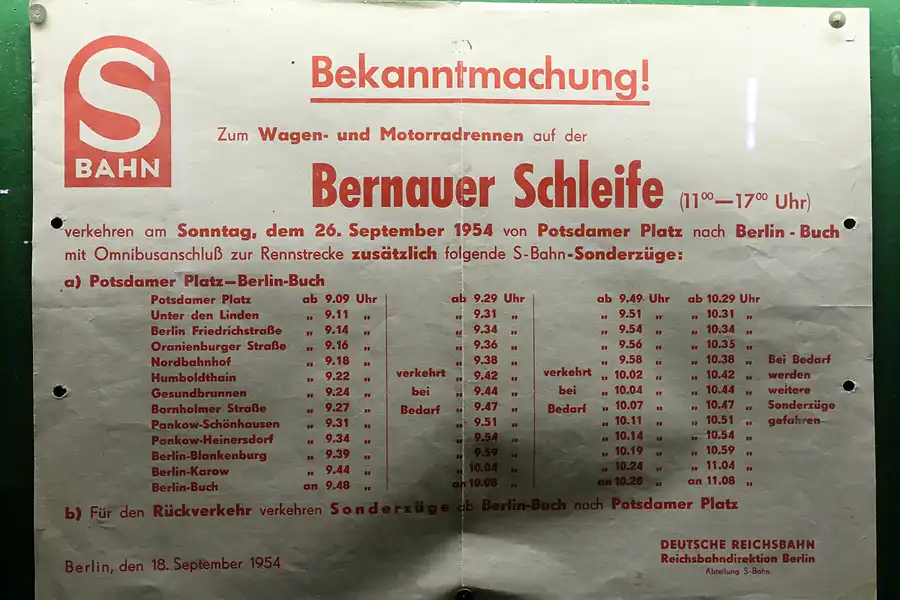 S
BAHN
Bekanntmachung!
Zum Wagen- und Motorradrennen auf der
Bernauer Schleife (11⁰⁰—17⁰⁰ Uhr)
verkehren am Sonntag, dem 26. September 1954 von Potsdamer Platz nach Berlin - Buch
mit Omnibusanschluß zur Rennstrecke zusätzlich folgende S-Bahn-Sonderzüge:
a) Potsdamer Platz—Berlin-Buch
Potsdamer Platz ab 9.09 Uhr ab 9.29 Uhr ab 9.49 Uhr ab 10.29 Uhr
Unter den Linden „ 9.11 „ „ 9.31 „ „ 9.51 „ „ 10.31 „
Berlin Friedrichstraße „ 9.14 „ „ 9.34 „ „ 9.54 „ „ 10.34 „
Oranienburger Straße „ 9.16 „ „ 9.36 „ „ 9.56 „ „ 10.35 „
Nordbahnhof „ 9.18 „ „ 9.38 „ „ 9.58 „ „ 10.38 „ Bei Bedarf
Humboldthain „ 9.22 „ verkehrt „ 9.42 „ verkehrt „ 10.02 „ „ 10.42 „ werden
Gesundbrunnen „ 9.24 „ bei „ 9.44 „ bei „ 10.04 „ „ 10.44 „ weitere
Bornholmer Straße „ 9.27 „ Bedarf „ 9.47 „ Bedarf „ 10.07 „ „ 10.47 „ Sonderzüge
Pankow-Schönhausen „ 9.31 „ „ 9.51 „ „ 10.11 „ „ 10.51 „ gefahren
Pankow-Heinersdorf „ 9.34 „ „ 9.54 „ „ 10.14 „ „ 10.54 „
Berlin-Blankenburg „ 9.39 „ „ 9.59 „ „ 10.19 „ „ 10.59 „
Berlin-Karow „ 9.44 „ „ 10.04 „ „ 10.24 „ „ 11.04 „
Berlin-Buch an 9.48 „ an 10.08 „ an 10.28 „ an 11.08 „
b) Für den Rückverkehr verkehren Sonderzüge ab Berlin-Buch nach Potsdamer Platz
Berlin, den 18. September 1954
DEUTSCHE REICHSBAHN
Reichsbahndirektion Berlin
Abteilung S-Bahn